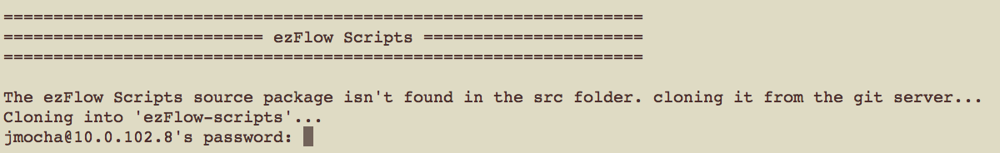 ================================================================
========================== ezFlow Scripts ======================
================================================================
The ezFlow Scripts source package isn't found in the src folder. cloning it from the git server...
Cloning into 'ezFlow-scripts'...
jmocha@10.0.102.8's password: